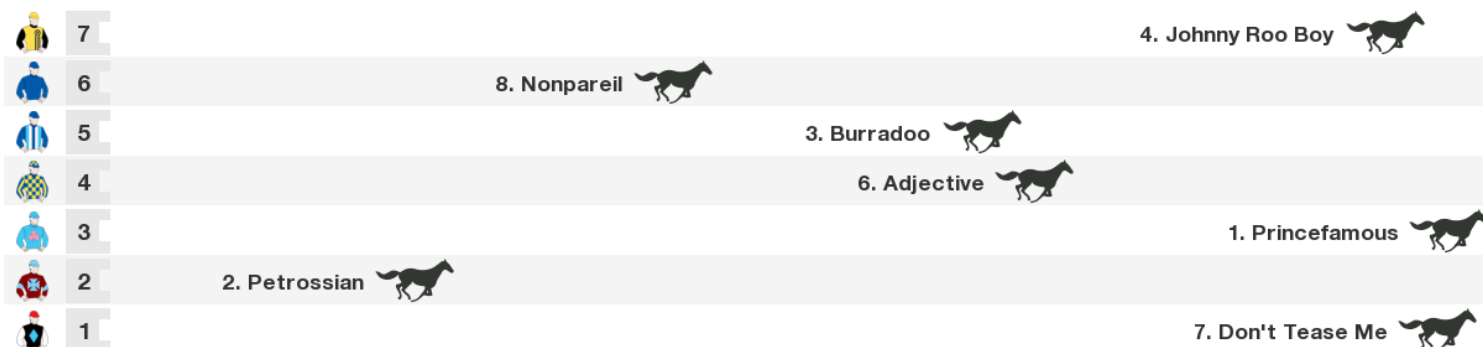 7 4. Johnny Roo Boy
6 8. Nonpareil
5 3. Burradoo
4 6. Adjective
3 1. Princefamous
2 2. Petrossian
1 7. Don't Tease Me